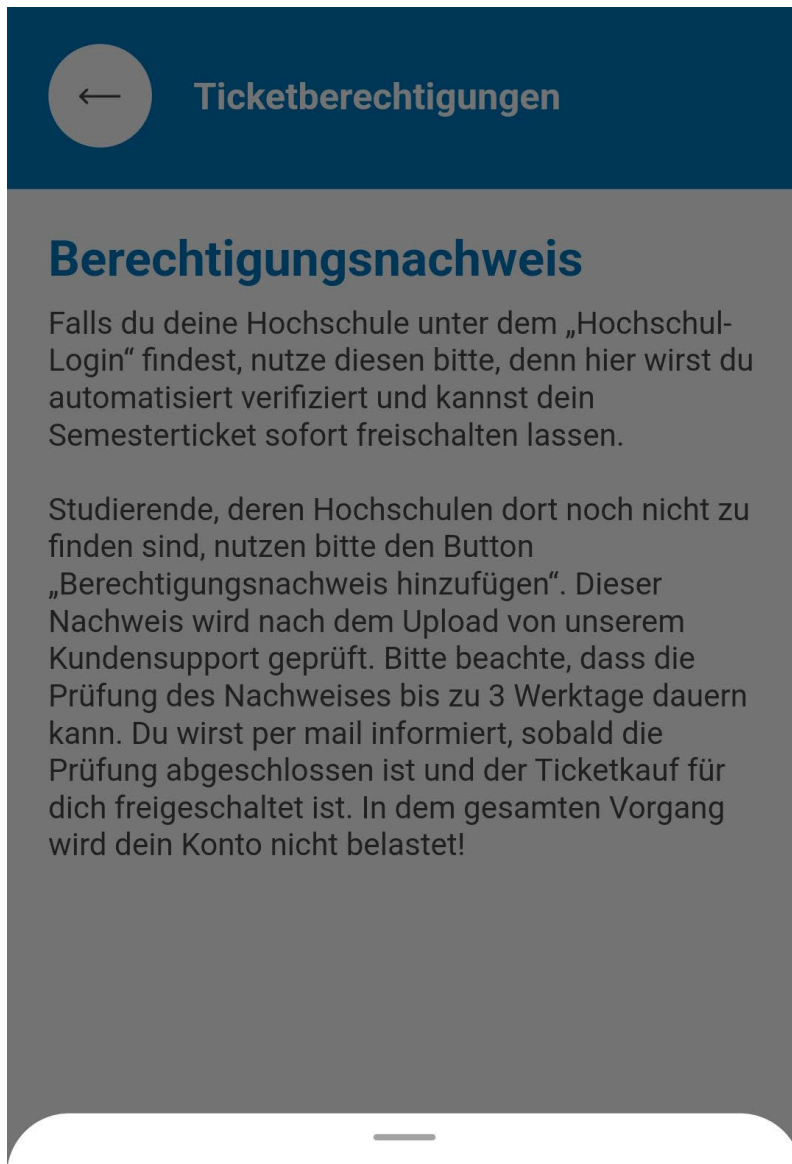 Ticketberechtigungen
Berechtigungsnachweis
Falls du deine Hochschule unter dem „Hochschul-
Login“ findest, nutze diesen bitte, denn hier wirst du
automatisiert verifiziert und kannst dein
Semesterticket sofort freischalten lassen.
Studierende, deren Hochschulen dort noch nicht zu
finden sind, nutzen bitte den Button
„Berechtigungsnachweis hinzufügen“. Dieser
Nachweis wird nach dem Upload von unserem
Kundensupport geprüft. Bitte beachte, dass die
Prüfung des Nachweises bis zu 3 Werktage dauern
kann. Du wirst per mail informiert, sobald die
Prüfung abgeschlossen ist und der Ticketkauf für
dich freigeschaltet ist. In dem gesamten Vorgang
wird dein Konto nicht belastet!